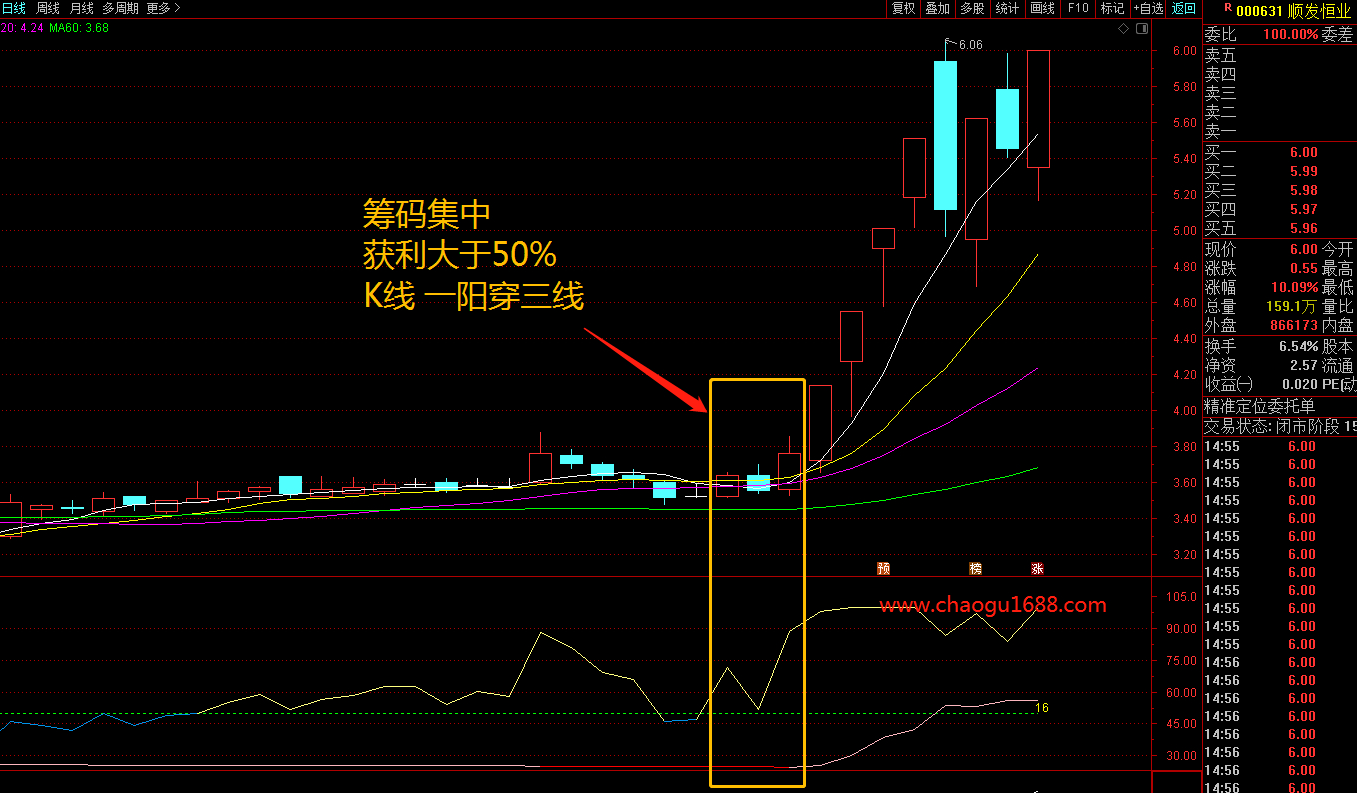 日线 周线 月线 多周期 更多>
复权 叠加 多股 统计 画线 F10 标记 +自选 返回
R 000631 顺发恒业
20: 4.24 MA60: 3.68
委比 100.00% 委差
卖五
卖四
卖三
卖二
卖一
买一 6.00
买二 5.99
买三 5.98
买四 5.97
买五 5.96
现价 6.00 今开
涨跌 0.55 最高
涨幅 10.09% 最低
总量 159.1万 量比
外盘 866173 内盘
换手 6.54% 股本
净资 2.57 流通
收益(一) 0.020 PE(动
精准定位委托单
交易状态: 闭市阶段 15
14:55 6.00
14:55 6.00
14:55 6.00
14:55 6.00
14:55 6.00
14:55 6.00
14:55 6.00
14:55 6.00
14:55 6.00
14:55 6.00
14:55 6.00
14:55 6.00
14:56 6.00
14:56 6.00
14:56 6.00
14:56 6.00
14:56 6.00
14:56 6.00
14:56 6.00
14:56 6.00
6.06
筹码集中
获利大于50%
K线 一阳穿三线
6.00
5.80
5.60
5.40
5.20
5.00
4.80
4.60
4.40
4.20
4.00
3.80
3.60
3.40
3.20
预 榜 涨
www.chaogu1688.com
105.0
90.00
75.00
60.00
45.00
30.00
16